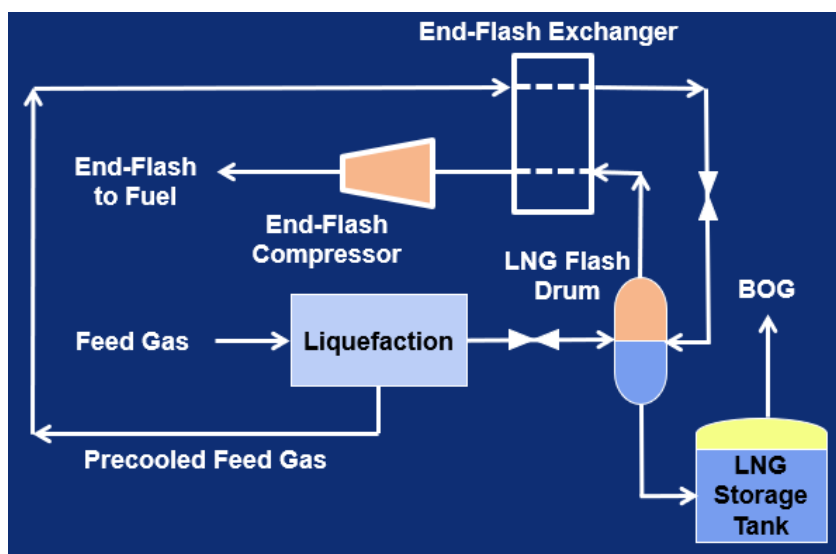 End-Flash Exchanger
End-Flash
to Fuel
End-Flash
Compressor
LNG Flash
Drum
BOG
Feed Gas
Liquefaction
Precooled Feed Gas
LNG
Storage
Tank